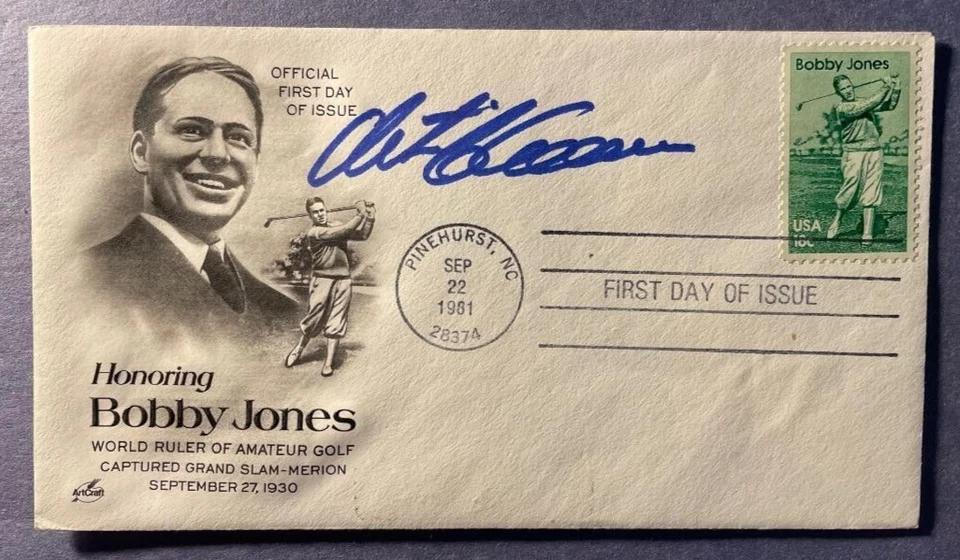 OFFICIAL
FIRST DAY
OF ISSUE
Bobby Jones
USA
18c
PINEHURST, NC
SEP
22
1981
28374
FIRST DAY OF ISSUE
Honoring
Bobby Jones
WORLD RULER OF AMATEUR GOLF
CAPTURED GRAND SLAM-MERION
SEPTEMBER 27, 1930
ArtCraft